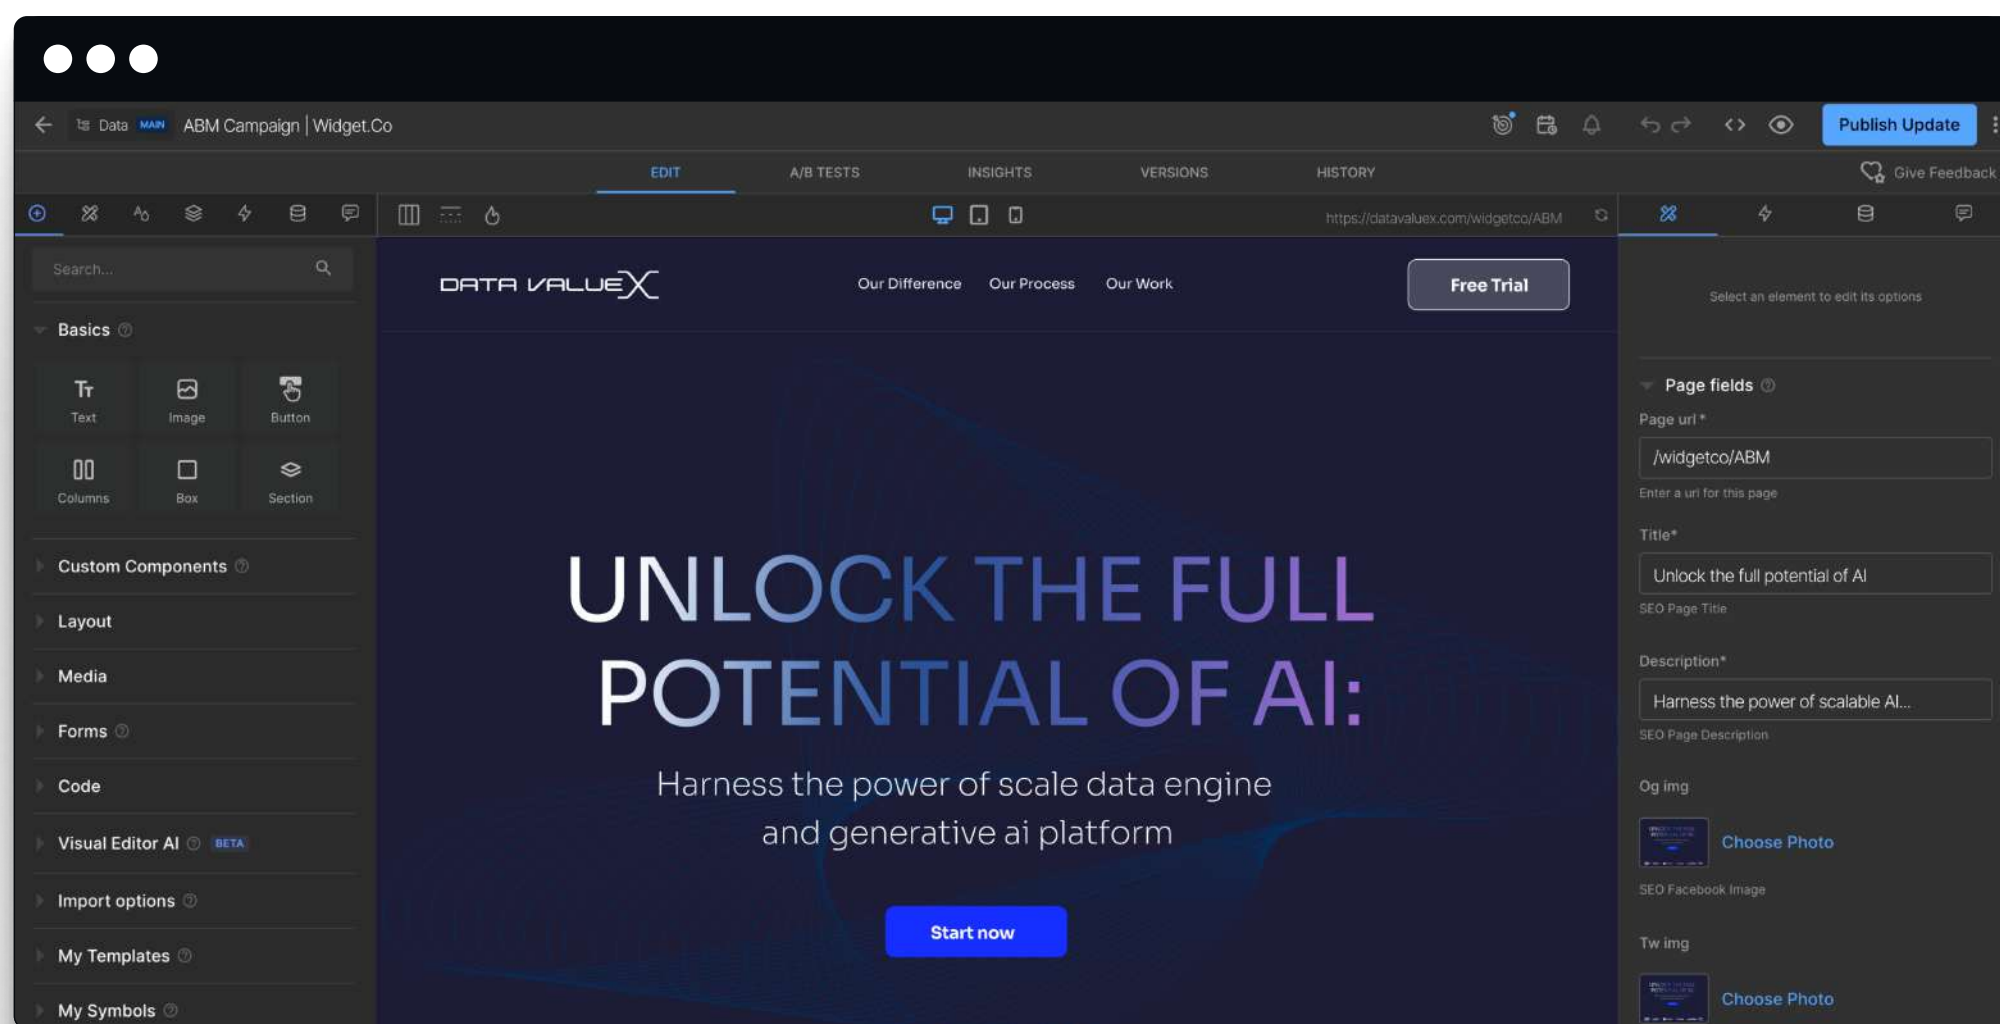 Data MAIN ABM Campaign | Widget.Co
Publish Update
EDIT A/B TESTS INSIGHTS VERSIONS HISTORY
Give Feedback
https://datavaluex.com/widgetco/ABM
Search...
Basics
Text Image Button
Columns Box Section
Custom Components
Layout
Media
Forms
Code
Visual Editor AI BETA
Import options
My Templates
My Symbols
DATA VALUEX
Our Difference Our Process Our Work
Free Trial
UNLOCK THE FULL
POTENTIAL OF AI:
Harness the power of scale data engine
and generative ai platform
Start now
Select an element to edit its options
Page fields
Page url *
/widgetco/ABM
Enter a url for this page
Title*
Unlock the full potential of AI
SEO Page Title
Description*
Harness the power of scalable AI...
SEO Page Description
Og img
Choose Photo
SEO Facebook Image
Tw img
Choose Photo